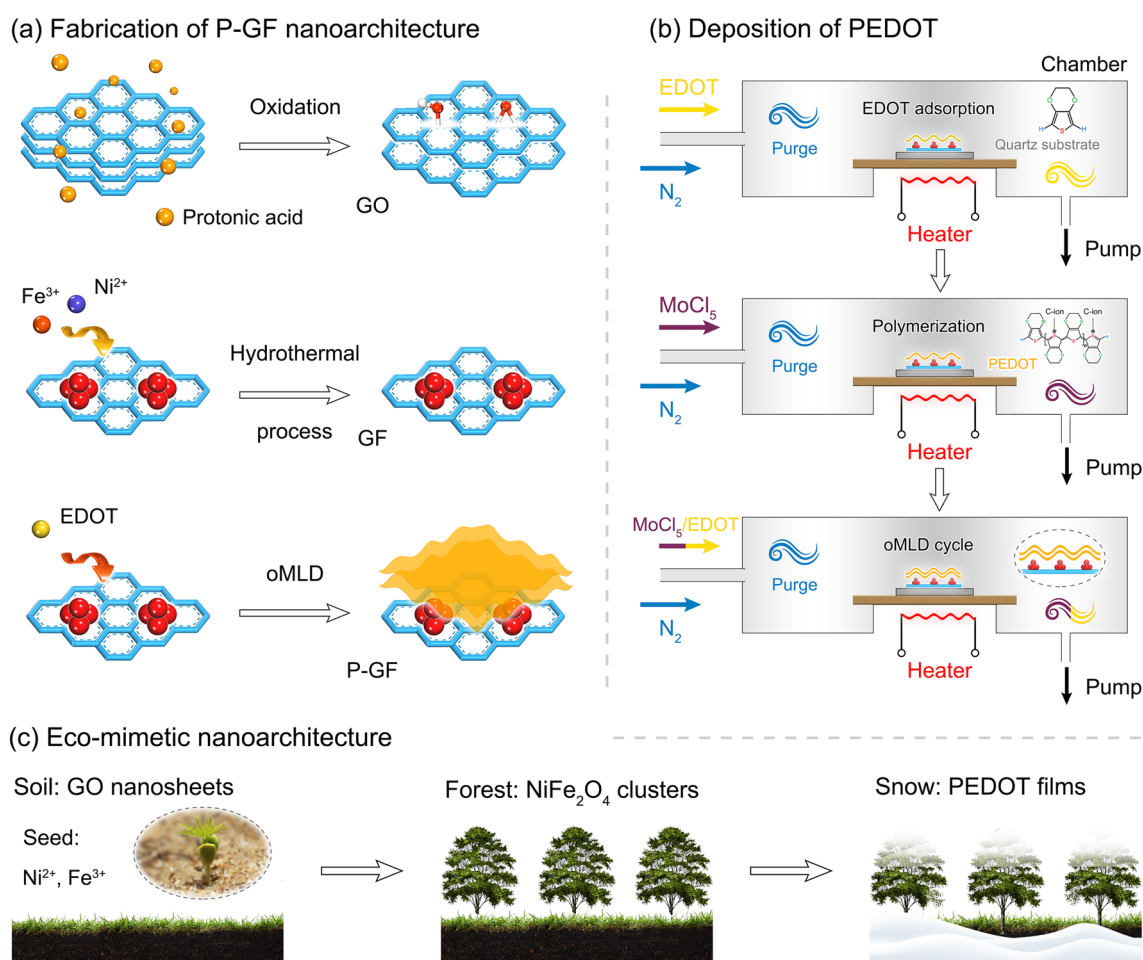 (a) Fabrication of P-GF nanoarchitecture
Oxidation
Protonic acid
GO
Fe³⁺
Ni²⁺
Hydrothermal
process
GF
EDOT
oMLD
P-GF
(b) Deposition of PEDOT
Chamber
EDOT
EDOT adsorption
Purge
O
O
H
S
H
Quartz substrate
N₂
Heater
Pump
MoCl₅
Polymerization
Purge
C-ion
C-ion
PEDOT
N₂
Heater
Pump
MoCl₅/EDOT
oMLD cycle
Purge
N₂
Heater
Pump
(c) Eco-mimetic nanoarchitecture
Soil: GO nanosheets
Seed:
Ni²⁺, Fe³⁺
Forest: NiFe₂O₄ clusters
Snow: PEDOT films